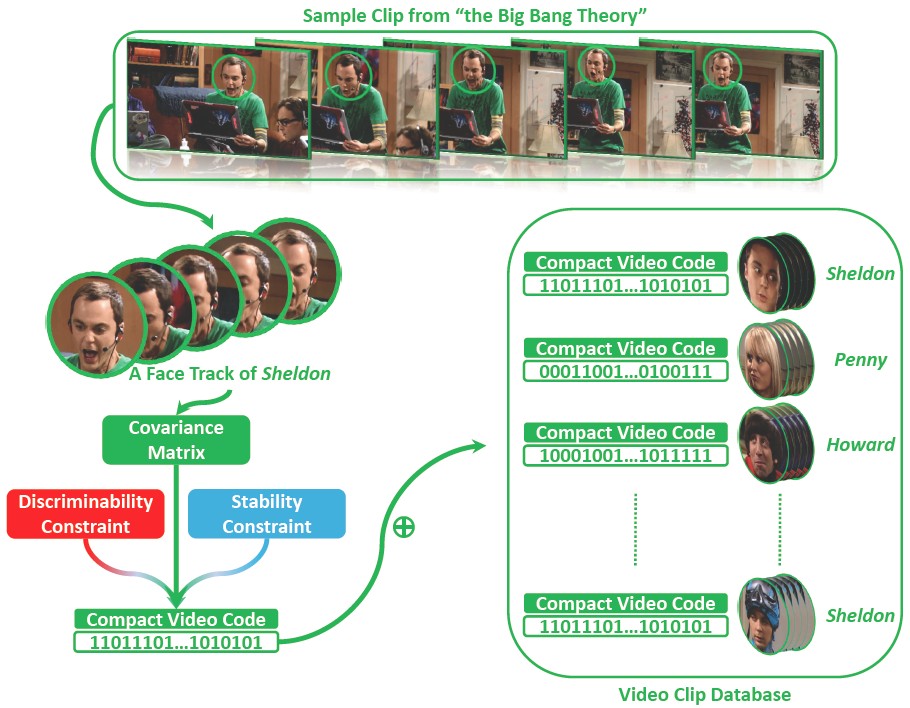 Sample Clip from “the Big Bang Theory”
A Face Track of Sheldon
Covariance
Matrix
Discriminability
Constraint
Stability
Constraint
Compact Video Code
11011101...1010101
Compact Video Code
11011101...1010101
Sheldon
Compact Video Code
00011001...0100111
Penny
Compact Video Code
10001001...1011111
Howard
Compact Video Code
11011101...1010101
Sheldon
Video Clip Database